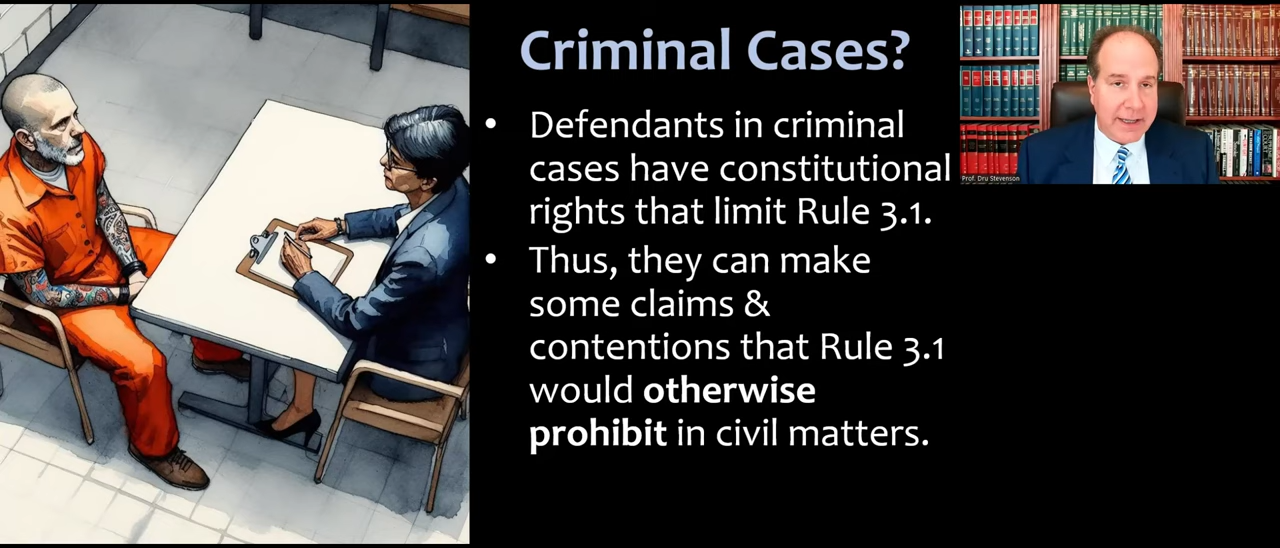 Criminal Cases?
• Defendants in criminal
cases have constitutional
rights that limit Rule 3.1.
• Thus, they can make
some claims &
contentions that Rule 3.1
would otherwise
prohibit in civil matters.
Prof. Dru Stevenson